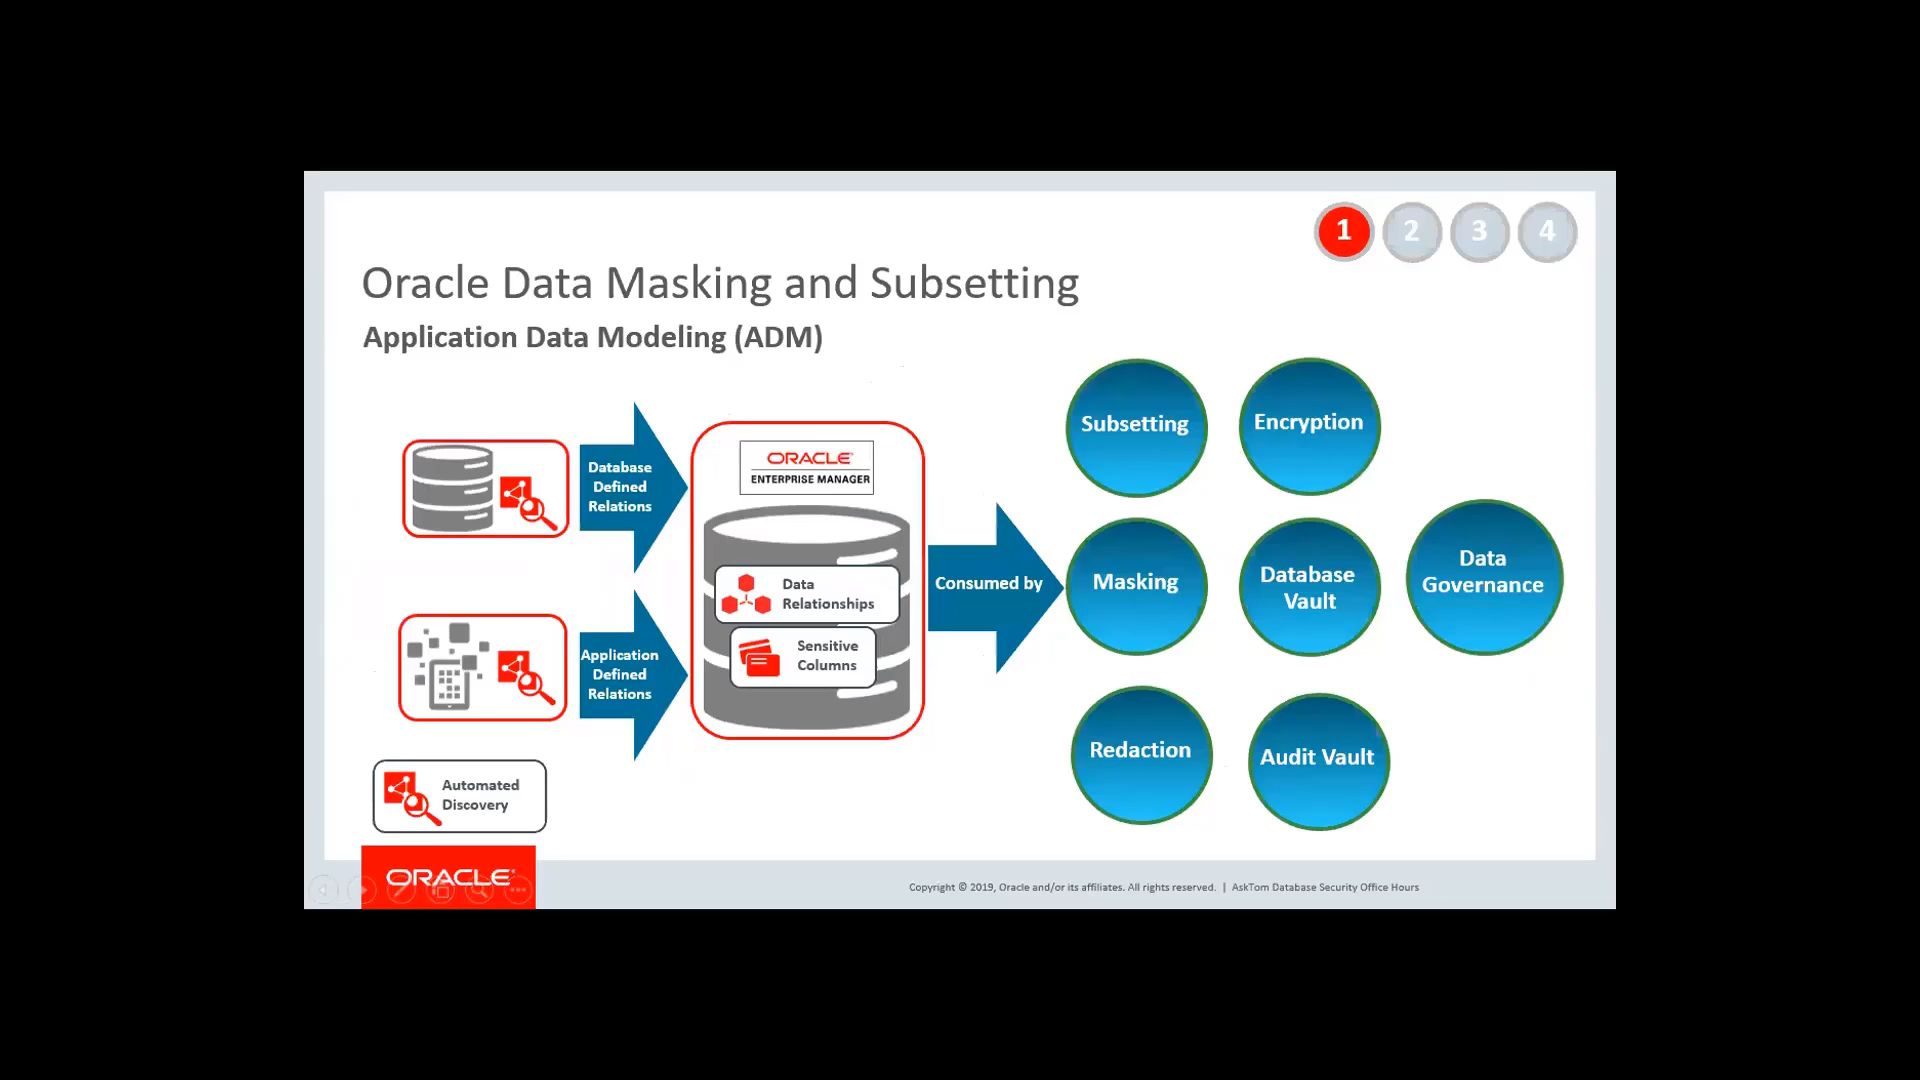 1 2 3 4
Oracle Data Masking and Subsetting
Application Data Modeling (ADM)
Database
Defined
Relations
Application
Defined
Relations
Automated
Discovery
ORACLE
ENTERPRISE MANAGER
Data
Relationships
Sensitive
Columns
Consumed by
Subsetting
Encryption
Masking
Database
Vault
Data
Governance
Redaction
Audit Vault
ORACLE
Copyright © 2019, Oracle and/or its affiliates. All rights reserved. | AskTom Database Security Office Hours